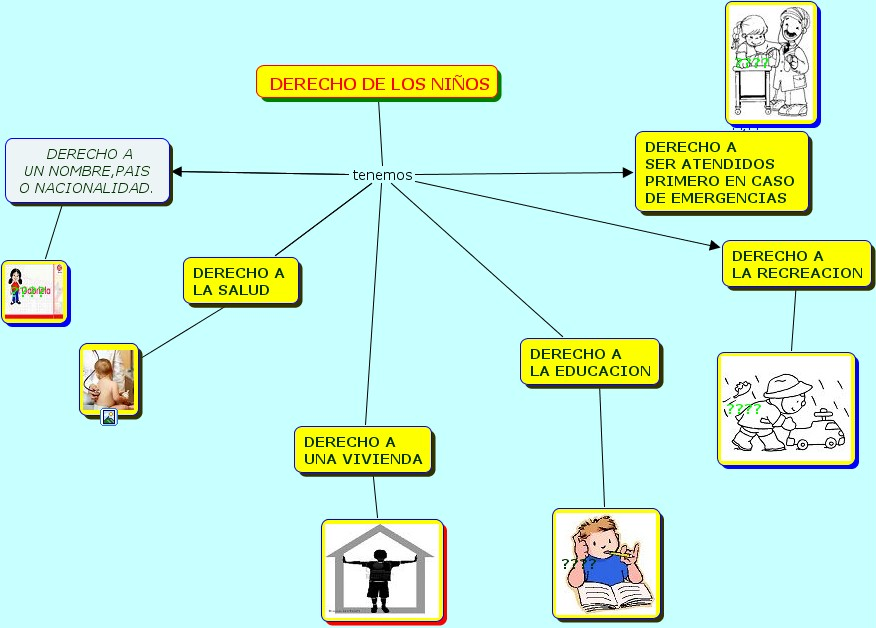 DERECHO DE LOS NIÑOS
tenemos
DERECHO A
UN NOMBRE,PAIS
O NACIONALIDAD.
Gabriela
????
DERECHO A
LA SALUD
DERECHO A
UNA VIVIENDA
DERECHO A
LA EDUCACION
????
DERECHO A
LA RECREACION
????
????
DERECHO A
SER ATENDIDOS
PRIMERO EN CASO
DE EMERGENCIAS